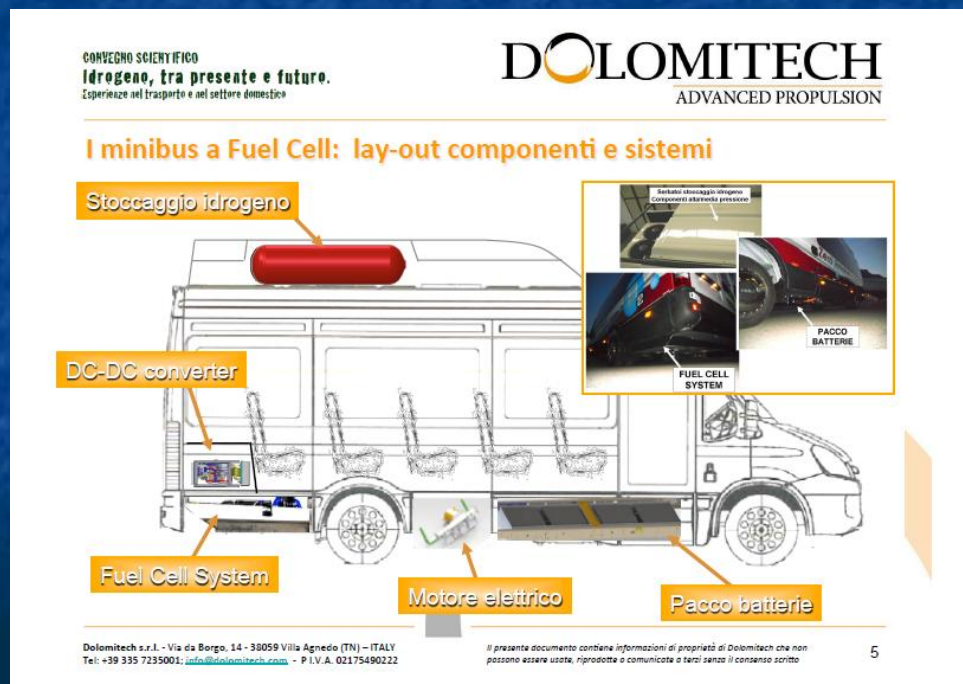 CONVEGNO SCIENTIFICO
Idrogeno, tra presente e futuro.
Esperienze nel trasporto e nel settore domestico
DOLOMITECH
ADVANCED PROPULSION
I minibus a Fuel Cell: lay-out componenti e sistemi
Stoccaggio idrogeno
Serbatoi stoccaggio idrogeno
Componenti alta/media pressione
PACCO
BATTERIE
FUEL CELL
SYSTEM
DC-DC converter
Fuel Cell System
Motore elettrico
Pacco batterie
Dolomitech s.r.l. - Via da Borgo, 14 - 38059 Villa Agnedo (TN) – ITALY
Tel: +39 335 7235001; info@dolomitech.com - P I.V.A. 02175490222
Il presente documento contiene informazioni di proprietà di Dolomitech che non
possono essere usate, riprodotte o comunicate a terzi senza il consenso scritto
5